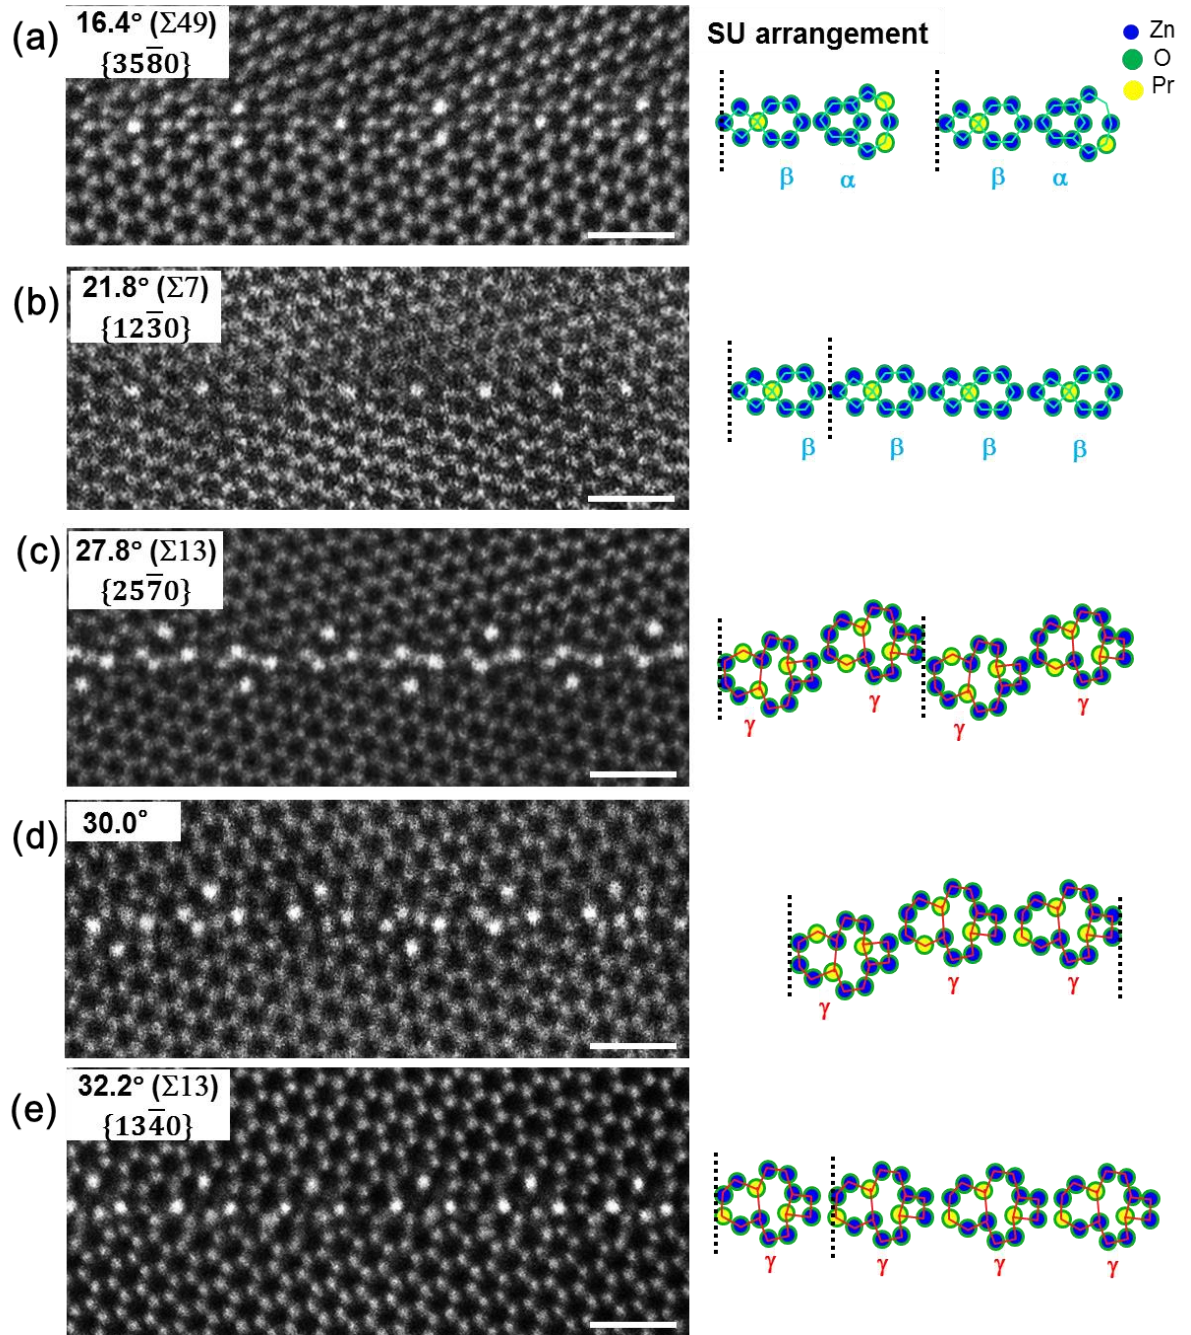 (a)
16.4° (Σ49)
{358̅0}
SU arrangement
Zn
O
Pr
β α β α
(b)
21.8° (Σ7)
{123̅0}
β β β β
(c)
27.8° (Σ13)
{257̅0}
γ γ γ γ
(d)
30.0°
γ γ γ
(e)
32.2° (Σ13)
{134̅0}
γ γ γ γ